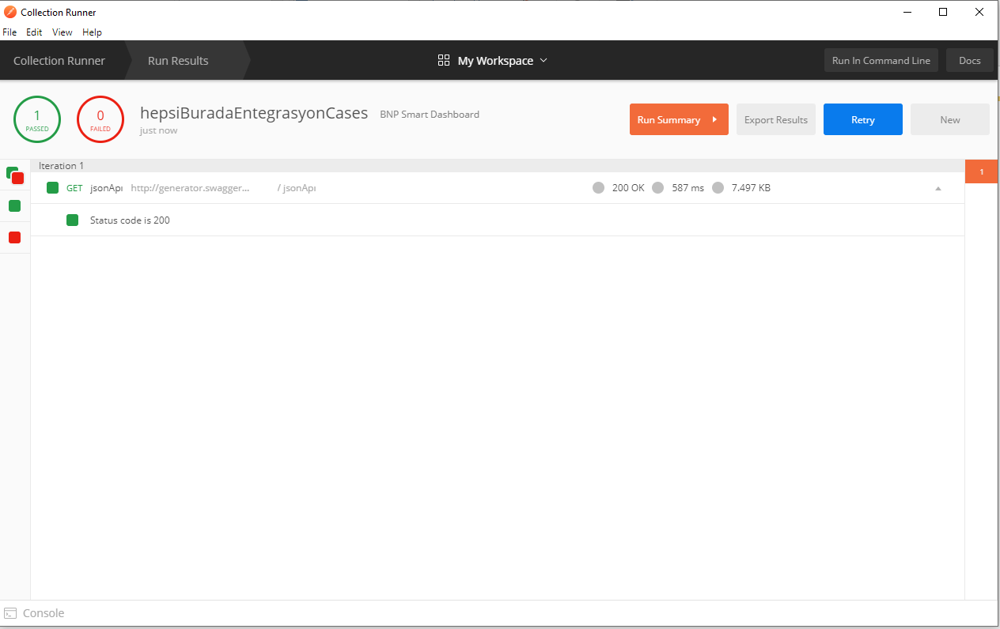 Collection Runner
File Edit View Help
Collection Runner Run Results My Workspace Run In Command Line Docs
1 PASSED 0 FAILED hepsiBuradaEntegrasyonCases BNP Smart Dashboard
just now
Run Summary Export Results Retry New
Iteration 1
1
GET jsonApi http://generator.swagger... / jsonApi 200 OK 587 ms 7.497 KB
Status code is 200
Console